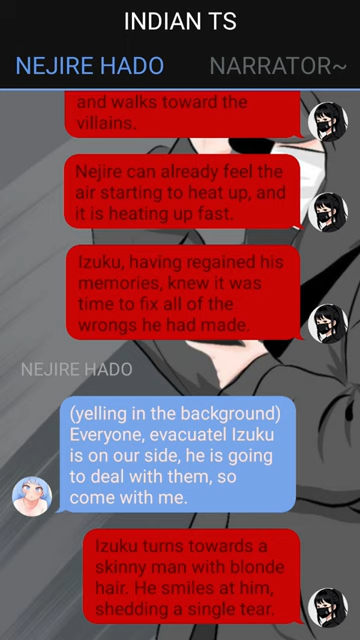 INDIAN TS
NEJIRE HADO NARRATOR~
and walks toward the
villains.
Nejire can already feel the
air starting to heat up, and
it is heating up fast.
Izuku, having regained his
memories, knew it was
time to fix all of the
wrongs he had made.
NEJIRE HADO
(yelling in the background)
Everyone, evacuateI Izuku
is on our side, he is going
to deal with them, so
come with me.
Izuku turns towards a
skinny man with blonde
hair. He smiles at him,
shedding a single tear.